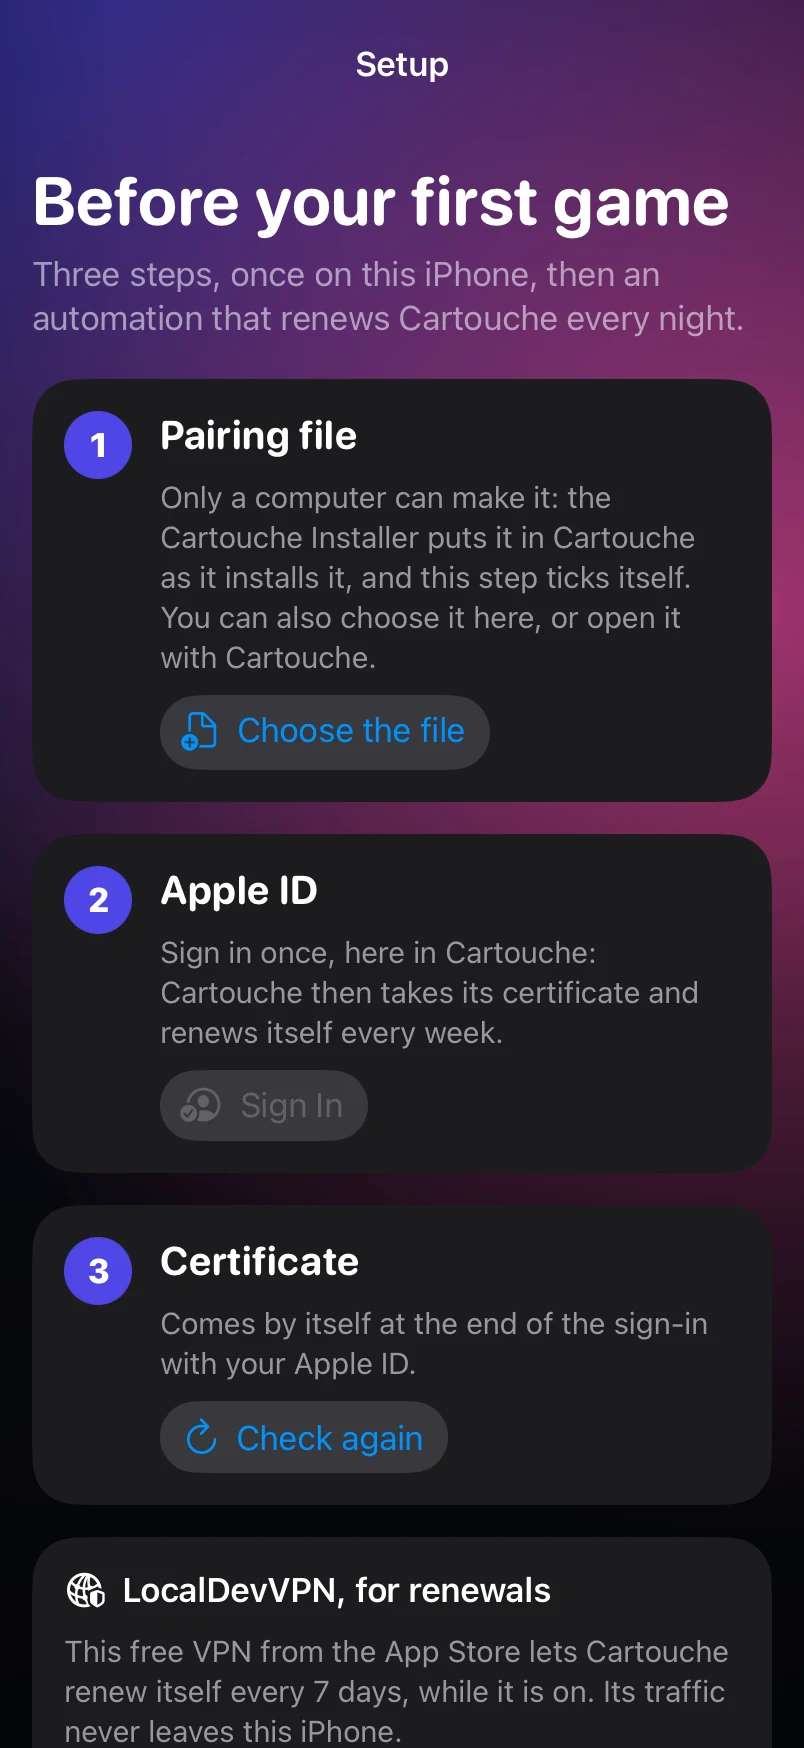 Setup
Before your first game
Three steps, once on this iPhone, then an
automation that renews Cartouche every night.
1
Pairing file
Only a computer can make it: the
Cartouche Installer puts it in Cartouche
as it installs it, and this step ticks itself.
You can also choose it here, or open it
with Cartouche.
Choose the file
2
Apple ID
Sign in once, here in Cartouche:
Cartouche then takes its certificate and
renews itself every week.
Sign In
3
Certificate
Comes by itself at the end of the sign-in
with your Apple ID.
Check again
LocalDevVPN, for renewals
This free VPN from the App Store lets Cartouche
renew itself every 7 days, while it is on. Its traffic
never leaves this iPhone.